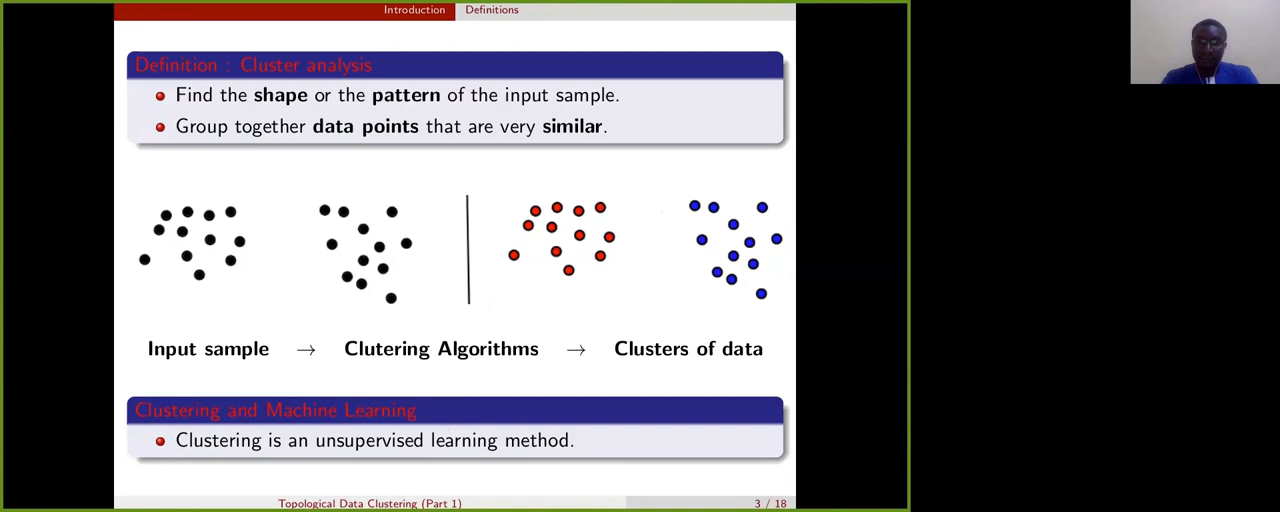 Introduction
Definitions
Definition : Cluster analysis
Find the shape or the pattern of the input sample.
Group together data points that are very similar.
Input sample → Clutering Algorithms → Clusters of data
Clustering and Machine Learning
Clustering is an unsupervised learning method.
Topological Data Clustering (Part 1)
3 / 18